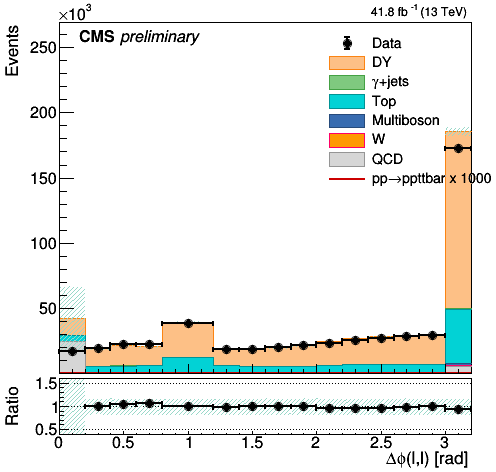 ×10³
41.8 fb⁻¹ (13 TeV)
CMS preliminary
Events
250
200
150
100
50
Data
DY
γ+jets
Top
Multiboson
W
QCD
pp→ppttbar x 1000
Ratio
1.5
1
0.5
0 0.5 1 1.5 2 2.5 3
Δφ(l,l) [rad]